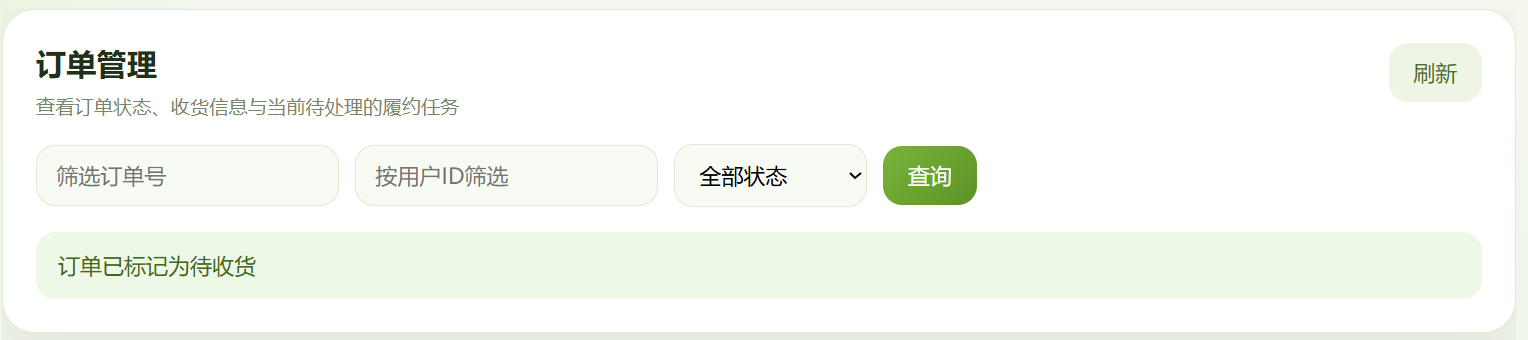 订单管理
刷新
查看订单状态、收货信息与当前待处理的履约任务
筛选订单号
按用户ID筛选
全部状态
查询
订单已标记为待收货